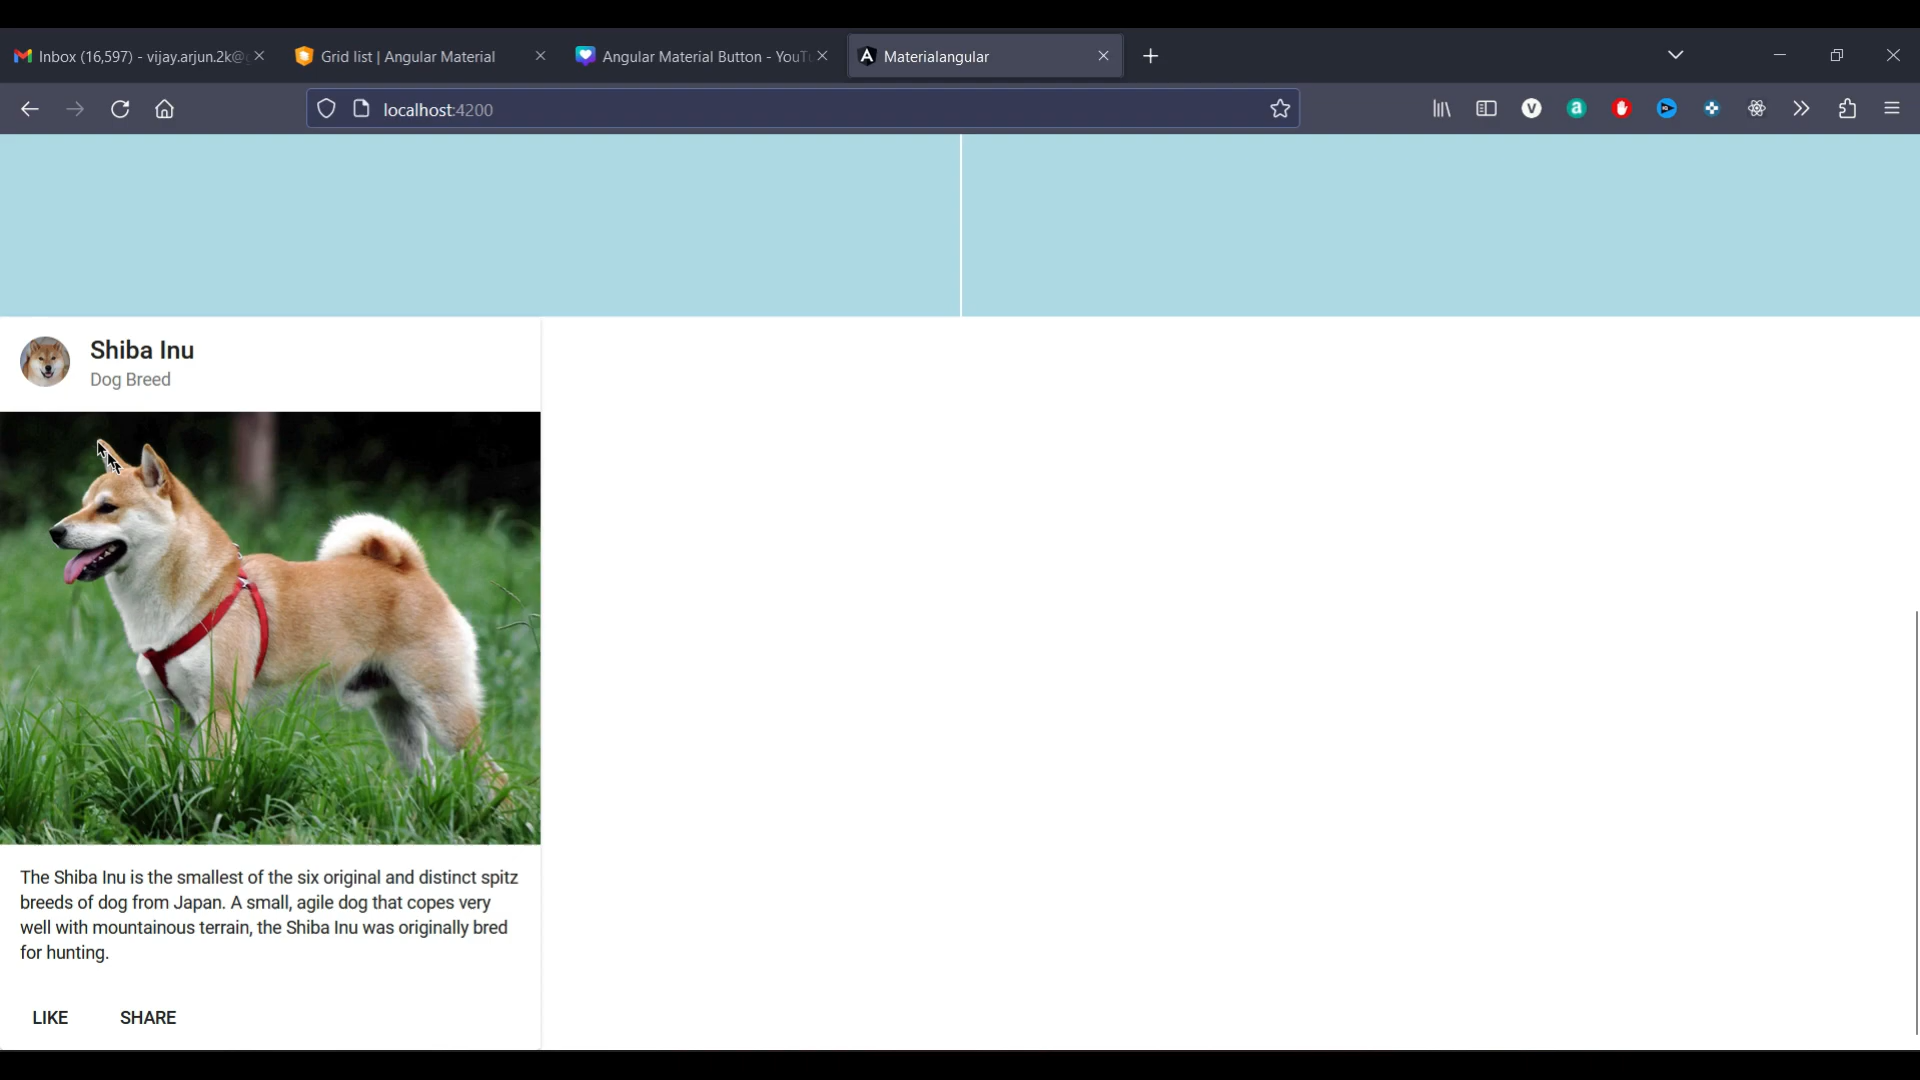 Inbox (16,597) - vijay.arjun.2k@
Grid list | Angular Material
Angular Material Button - YouT
Materialangular
localhost:4200
Shiba Inu
Dog Breed
The Shiba Inu is the smallest of the six original and distinct spitz
breeds of dog from Japan. A small, agile dog that copes very
well with mountainous terrain, the Shiba Inu was originally bred
for hunting.
LIKE SHARE